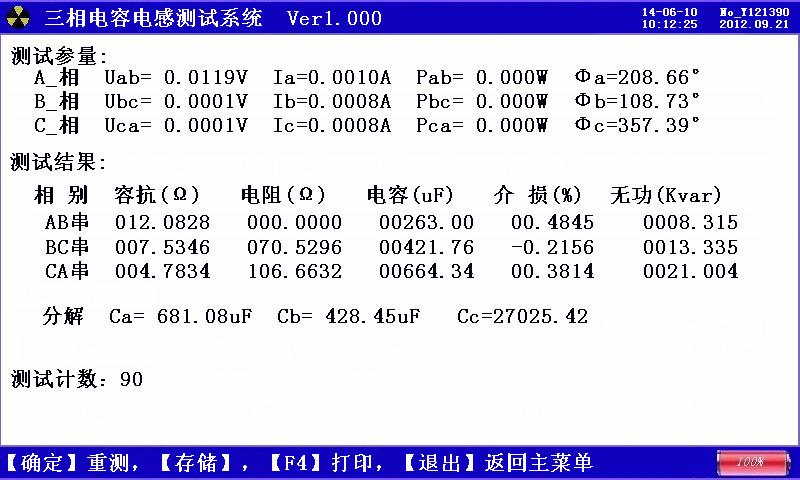 三相电容电感测试系统 Ver1.000 14-06-10 10:12:25 No_Y121390 2012.09.21
测试参量:
A_相 Uab= 0.0119V Ia=0.0010A Pab= 0.000W Φa=208.66°
B_相 Ubc= 0.0001V Ib=0.0008A Pbc= 0.000W Φb=108.73°
C_相 Uca= 0.0001V Ic=0.0008A Pca= 0.000W Φc=357.39°
测试结果:
相 别 容抗(Ω) 电阻(Ω) 电容(uF) 介 损(%) 无功(Kvar)
AB串 012.0828 000.0000 00263.00 00.4845 0008.315
BC串 007.5346 070.5296 00421.76 -0.2156 0013.335
CA串 004.7834 106.6632 00664.34 00.3814 0021.004
分解 Ca= 681.08uF Cb= 428.45uF Cc=27025.42
测试计数: 90
【确定】重测,【存储】,【F4】打印,【退出】返回主菜单 100%